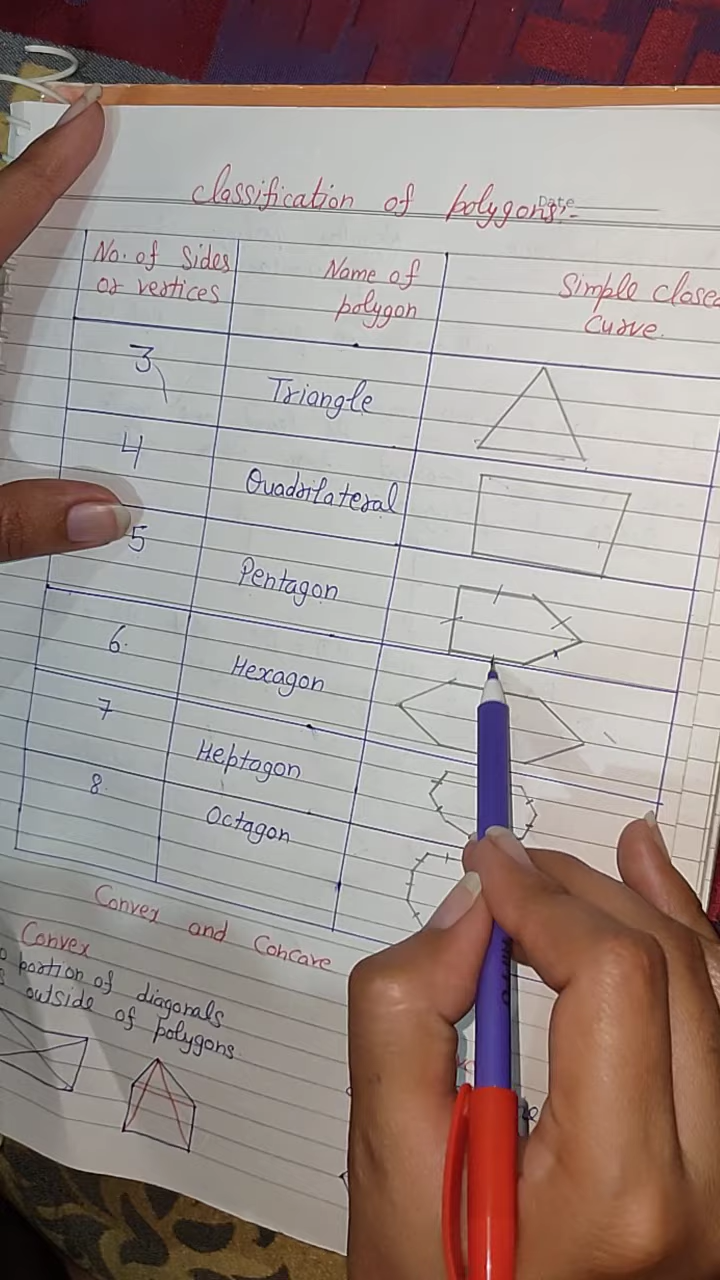 Date
Classification of polygons:-
No. of sides or vertices
Name of polygon
Simple close
Curve.
3
Triangle
4
Quadrilateral
5
Pentagon
6.
Hexagon
7
Heptagon
8.
Octagon
Convex and Concave
Convex
portion of diagonals
outside of polygons.